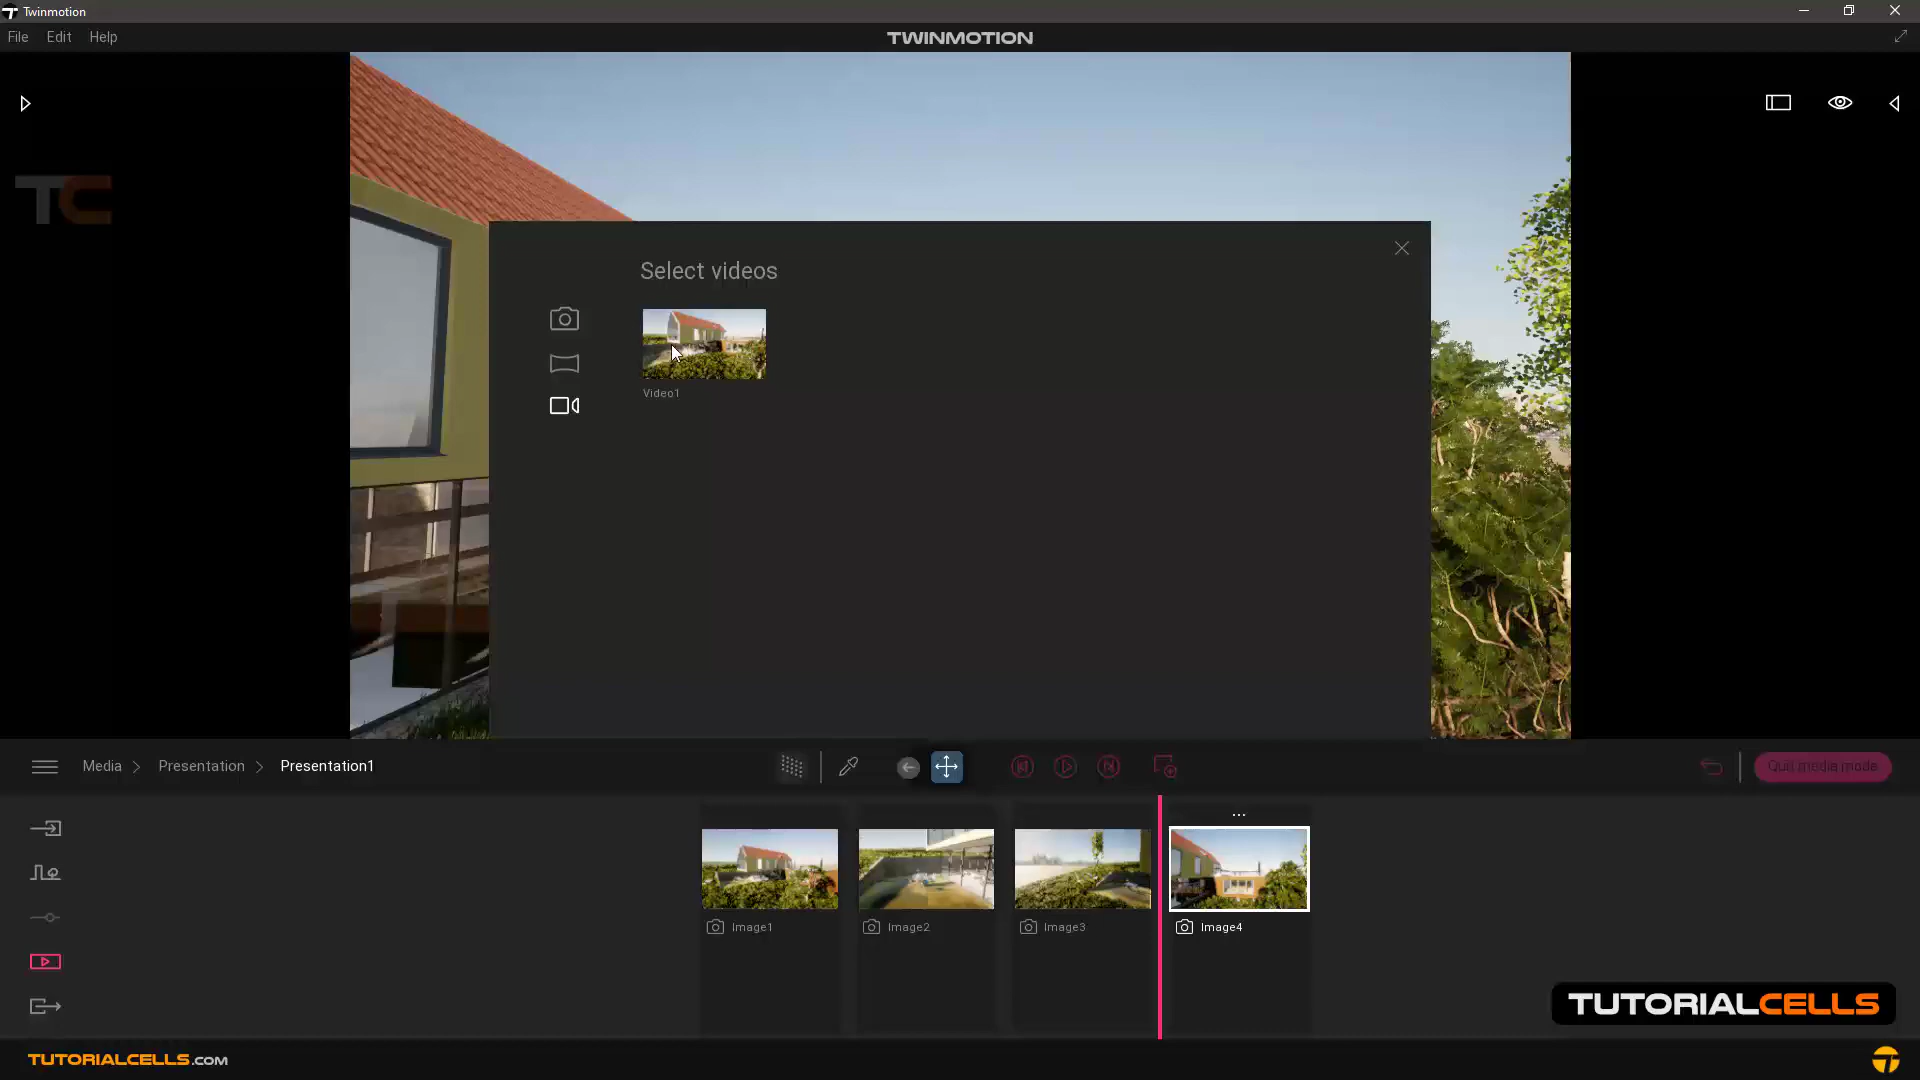 Twinmotion
File Edit Help
TWINMOTION
TC
Select videos
Video1
Media Presentation Presentation1
Quit media mode
Image1 Image2 Image3 Image4
TUTORIALCELLS
TUTORIALCELLS.COM